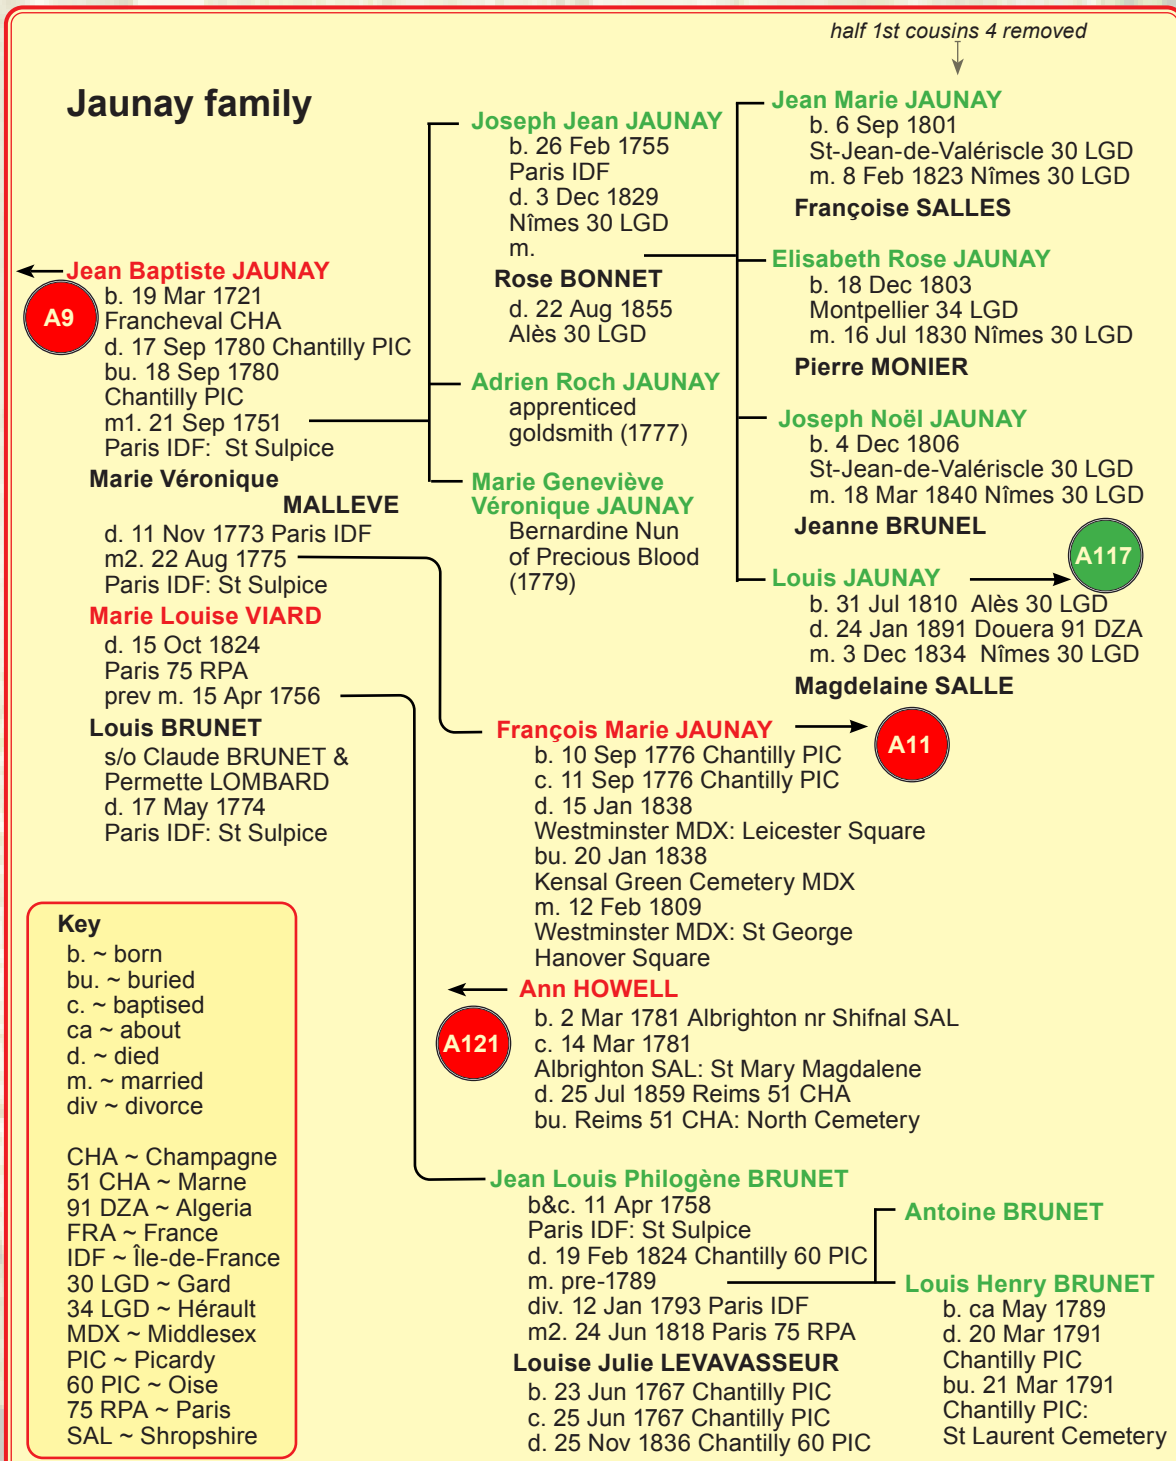 half 1st cousins 4 removed
Jaunay family
Jean Baptiste JAUNAY
A9
b. 19 Mar 1721
Francheval CHA
d. 17 Sep 1780 Chantilly PIC
bu. 18 Sep 1780
Chantilly PIC
m1. 21 Sep 1751
Paris IDF: St Sulpice
Marie Véronique
MALLEVE
d. 11 Nov 1773 Paris IDF
m2. 22 Aug 1775
Paris IDF: St Sulpice
Marie Louise VIARD
d. 15 Oct 1824
Paris 75 RPA
prev m. 15 Apr 1756
Louis BRUNET
s/o Claude BRUNET &
Permette LOMBARD
d. 17 May 1774
Paris IDF: St Sulpice
Joseph Jean JAUNAY
b. 26 Feb 1755
Paris IDF
d. 3 Dec 1829
Nîmes 30 LGD
m.
Rose BONNET
d. 22 Aug 1855
Alès 30 LGD
Adrien Roch JAUNAY
apprenticed
goldsmith (1777)
Marie Geneviève
Véronique JAUNAY
Bernardine Nun
of Precious Blood
(1779)
Jean Marie JAUNAY
b. 6 Sep 1801
St-Jean-de-Valériscle 30 LGD
m. 8 Feb 1823 Nîmes 30 LGD
Françoise SALLES
Elisabeth Rose JAUNAY
b. 18 Dec 1803
Montpellier 34 LGD
m. 16 Jul 1830 Nîmes 30 LGD
Pierre MONIER
Joseph Noël JAUNAY
b. 4 Dec 1806
St-Jean-de-Valériscle 30 LGD
m. 18 Mar 1840 Nîmes 30 LGD
Jeanne BRUNEL
A117
Louis JAUNAY
b. 31 Jul 1810 Alès 30 LGD
d. 24 Jan 1891 Douera 91 DZA
m. 3 Dec 1834 Nîmes 30 LGD
Magdelaine SALLE
François Marie JAUNAY
A11
b. 10 Sep 1776 Chantilly PIC
c. 11 Sep 1776 Chantilly PIC
d. 15 Jan 1838
Westminster MDX: Leicester Square
bu. 20 Jan 1838
Kensal Green Cemetery MDX
m. 12 Feb 1809
Westminster MDX: St George
Hanover Square
Ann HOWELL
A121
b. 2 Mar 1781 Albrighton nr Shifnal SAL
c. 14 Mar 1781
Albrighton SAL: St Mary Magdalene
d. 25 Jul 1859 Reims 51 CHA
bu. Reims 51 CHA: North Cemetery
Jean Louis Philogène BRUNET
b&c. 11 Apr 1758
Paris IDF: St Sulpice
d. 19 Feb 1824 Chantilly 60 PIC
m. pre-1789
div. 12 Jan 1793 Paris IDF
m2. 24 Jun 1818 Paris 75 RPA
Louise Julie LEVAVASSEUR
b. 23 Jun 1767 Chantilly PIC
c. 25 Jun 1767 Chantilly PIC
d. 25 Nov 1836 Chantilly 60 PIC
Antoine BRUNET
Louis Henry BRUNET
b. ca May 1789
d. 20 Mar 1791
Chantilly PIC
bu. 21 Mar 1791
Chantilly PIC:
St Laurent Cemetery
Key
b. ~ born
bu. ~ buried
c. ~ baptised
ca ~ about
d. ~ died
m. ~ married
div ~ divorce
CHA ~ Champagne
51 CHA ~ Marne
91 DZA ~ Algeria
FRA ~ France
IDF ~ Île-de-France
30 LGD ~ Gard
34 LGD ~ Hérault
MDX ~ Middlesex
PIC ~ Picardy
60 PIC ~ Oise
75 RPA ~ Paris
SAL ~ Shropshire